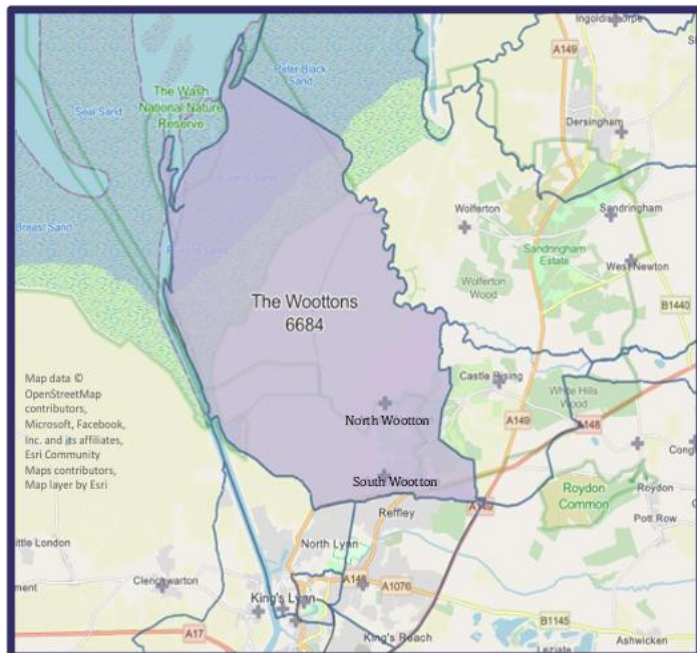 Ingoldisthorpe
A149
The Wash
National Nature
Reserve
Peter Black
Sand
Seal Sand
Dersingham
Breast Sand
Wolferton
Sandringham
Sandringham
Estate
West Newton
Wolferton
Wood
B1440
The Woottons
6684
Map data ©
OpenStreetMap
contributors,
Microsoft, Facebook,
Inc. and its affiliates,
Esri Community
Maps contributors,
Map layer by Esri
Castle Rising
White Hills
Wood
North Wootton
A149
A148
Cong
South Wootton
A149
Roydon
Common
Roydon
Pott Row
Reffley
North Lynn
ittle London
Clenchwarton
ment
A148
A1076
King's Lynn
A17
King's Reach
B1145
Leziate
Ashwicken